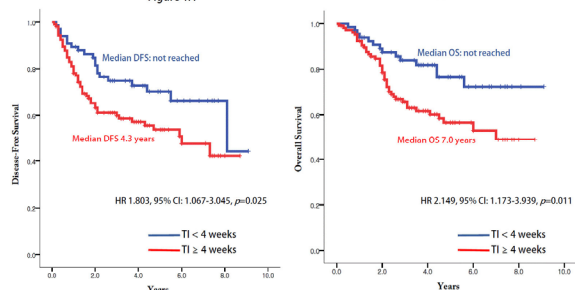 Median DFS: not reached
Median DFS 4.3 years
HR 1.803, 95% CI: 1.067-3.045, p=0.025
TI < 4 weeks
TI ≥ 4 weeks
Disease-Free Survival
1.0
0.8
0.6
0.4
0.2
0.0
0.0 2.0 4.0 6.0 8.0 10.0
Years
Median OS: not reached
Median OS 7.0 years
HR 2.149, 95% CI: 1.173-3.939, p=0.011
TI < 4 weeks
TI ≥ 4 weeks
Overall Survival
1.0
0.8
0.6
0.4
0.2
0.0
0.0 2.0 4.0 6.0 8.0 10.0
Years